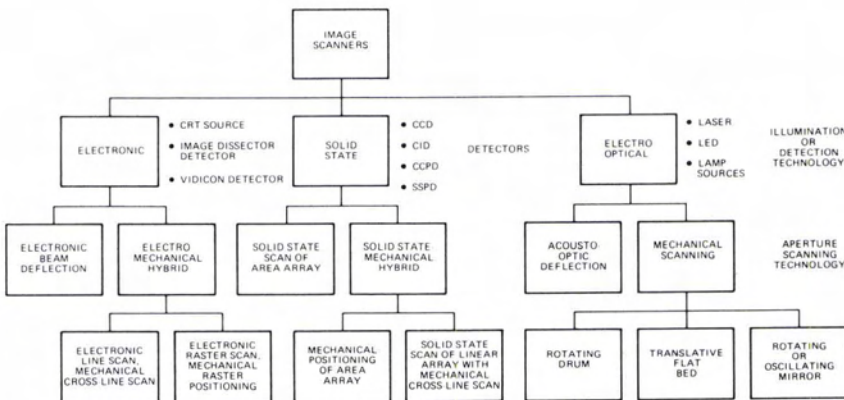 IMAGE
SCANNERS
ELECTRONIC
• CRT SOURCE
• IMAGE DISSECTOR
DETECTOR
• VIDICON DETECTOR
SOLID
STATE
• CCD
• CID
• CCPD
• SSPD
DETECTORS
ELECTRO
OPTICAL
• LASER
• LED
• LAMP
SOURCES
ILLUMINATION
OR
DETECTION
TECHNOLOGY
ELECTRONIC
BEAM
DEFLECTION
ELECTRO
MECHANICAL
HYBRID
SOLID STATE
SCAN OF
AREA ARRAY
SOLID STATE
MECHANICAL
HYBRID
ACOUSTO
OPTIC
DEFLECTION
MECHANICAL
SCANNING
APERTURE
SCANNING
TECHNOLOGY
ELECTRONIC
LINE SCAN,
MECHANICAL
CROSS LINE SCAN
ELECTRONIC
RASTER SCAN,
MECHANICAL
RASTER
POSITIONING
MECHANICAL
POSITIONING
OF AREA
ARRAY
SOLID STATE
SCAN OF LINEAR
ARRAY WITH
MECHANICAL
CROSS LINE SCAN
ROTATING
DRUM
TRANSLATIVE
FLAT
BED
ROTATING
OR
OSCILLATING
MIRROR